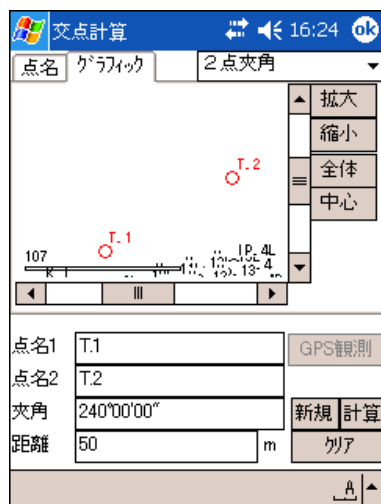 交点計算 16:24 ok
点名 ｸﾞﾗﾌｨｯｸ ２点夾角
拡大
縮小
T.2
全体
中心
T.1
107
点名1 T.1 GPS観測
点名2 T.2
夾角 240°00'00" 新規 計算
距離 50 m ｸﾘｱ
A